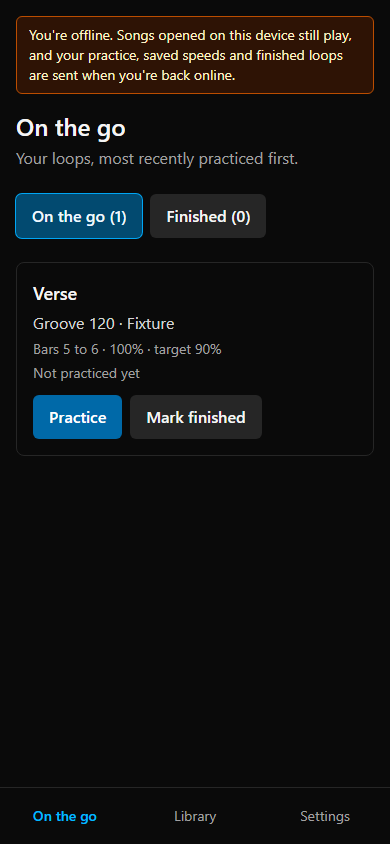 You're offline. Songs opened on this device still play,
and your practice, saved speeds and finished loops
are sent when you're back online.
On the go
Your loops, most recently practiced first.
On the go (1)
Finished (0)
Verse
Groove 120 · Fixture
Bars 5 to 6 · 100% · target 90%
Not practiced yet
Practice
Mark finished
On the go
Library
Settings